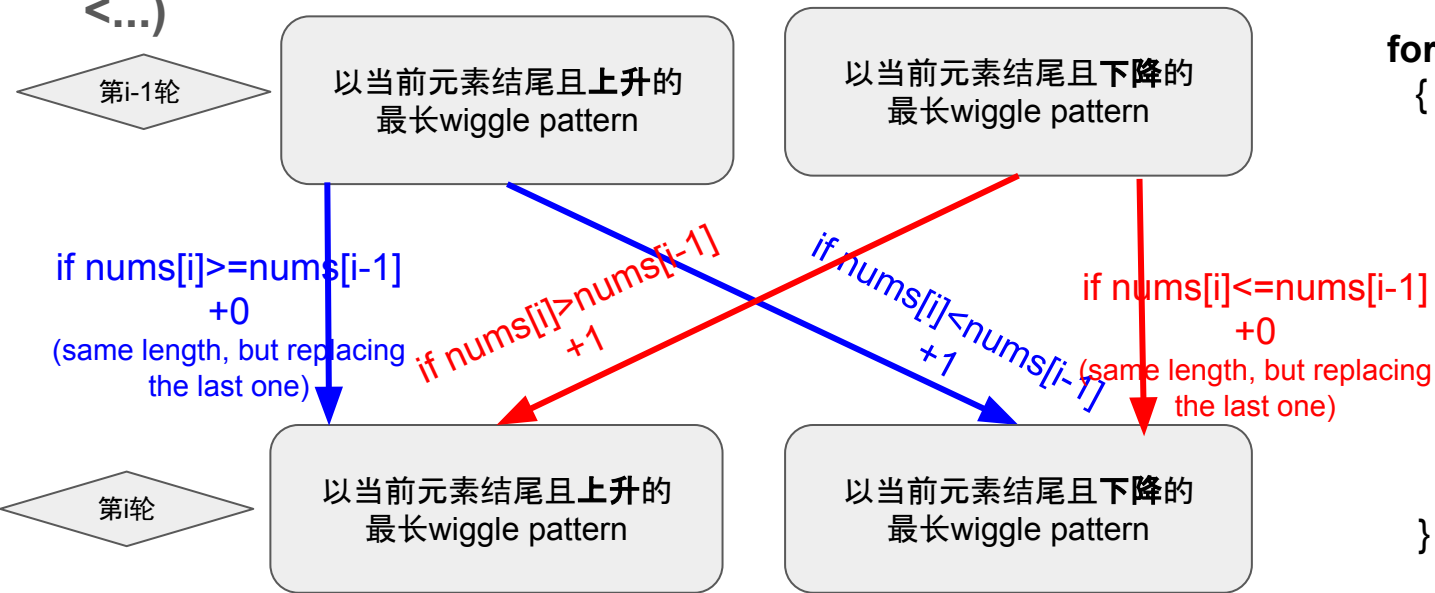 <...)
第i-1轮
以当前元素结尾且上升的
最长wiggle pattern
以当前元素结尾且下降的
最长wiggle pattern
for
{
if nums[i]>=nums[i-1]
+0
(same length, but replacing
the last one)
if nums[i]>nums[i-1]
+1
if nums[i]<nums[i-1]
+1
if nums[i]<=nums[i-1]
+0
(same length, but replacing
the last one)
第i轮
以当前元素结尾且上升的
最长wiggle pattern
以当前元素结尾且下降的
最长wiggle pattern
}